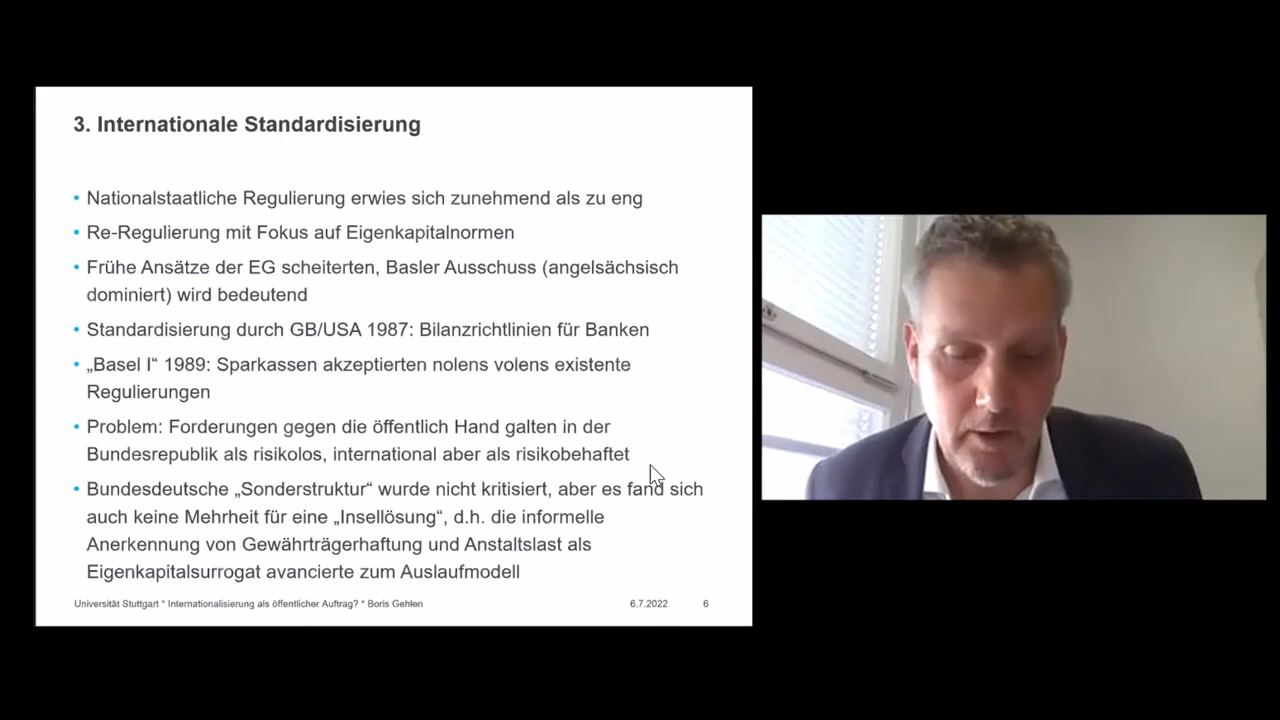 3. Internationale Standardisierung
• Nationalstaatliche Regulierung erwies sich zunehmend als zu eng
• Re-Regulierung mit Fokus auf Eigenkapitalnormen
• Frühe Ansätze der EG scheiterten, Basler Ausschuss (angelsächsisch
dominiert) wird bedeutend
• Standardisierung durch GB/USA 1987: Bilanzrichtlinien für Banken
• „Basel I“ 1989: Sparkassen akzeptierten nolens volens existente
Regulierungen
• Problem: Forderungen gegen die öffentlich Hand galten in der
Bundesrepublik als risikolos, international aber als risikobehaftet
• Bundesdeutsche „Sonderstruktur“ wurde nicht kritisiert, aber es fand sich
auch keine Mehrheit für eine „Insellösung“, d.h. die informelle
Anerkennung von Gewährträgerhaftung und Anstaltslast als
Eigenkapitalsurrogat avancierte zum Auslaufmodell
Universität Stuttgart * Internationalisierung als öffentlicher Auftrag? * Boris Gehlen 6.7.2022 6